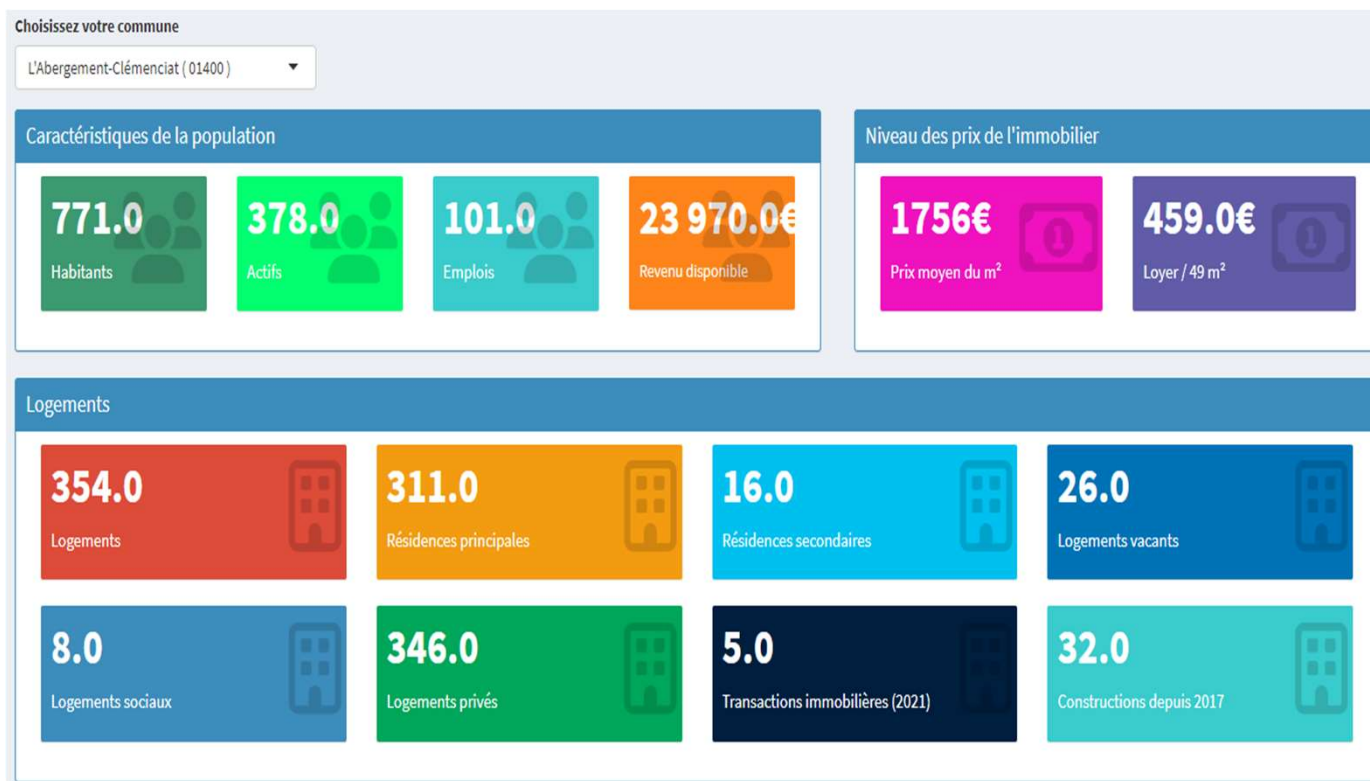 Choisissez votre commune
L'Abergement-Clémenciat ( 01400 )
Caractéristiques de la population
771.0
Habitants
378.0
Actifs
101.0
Emplois
23 970.0€
Revenu disponible
Niveau des prix de l'immobilier
1756€
Prix moyen du m²
1
459.0€
Loyer / 49 m²
1
Logements
354.0
Logements
311.0
Résidences principales
16.0
Résidences secondaires
26.0
Logements vacants
8.0
Logements sociaux
346.0
Logements privés
5.0
Transactions immobilières (2021)
32.0
Constructions depuis 2017